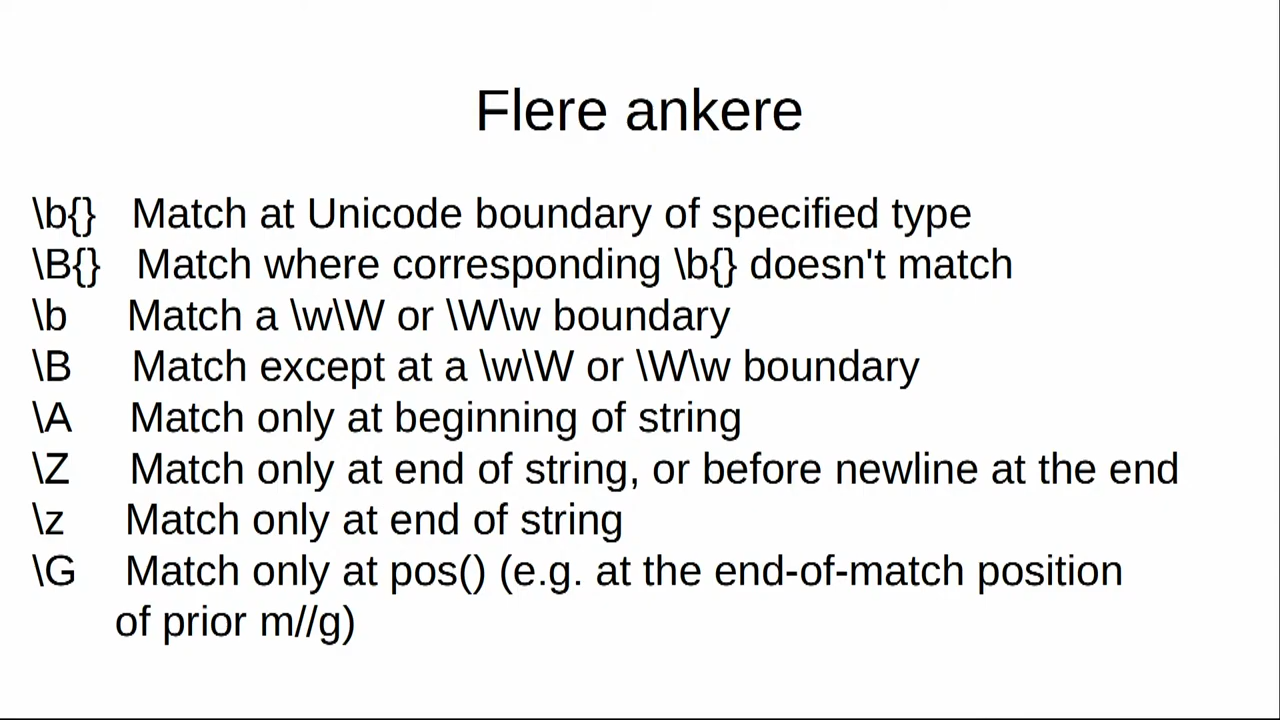 Flere ankere
\b{} Match at Unicode boundary of specified type
\B{} Match where corresponding \b{} doesn't match
\b Match a \w\W or \W\w boundary
\B Match except at a \w\W or \W\w boundary
\A Match only at beginning of string
\Z Match only at end of string, or before newline at the end
\z Match only at end of string
\G Match only at pos() (e.g. at the end-of-match position
of prior m//g)